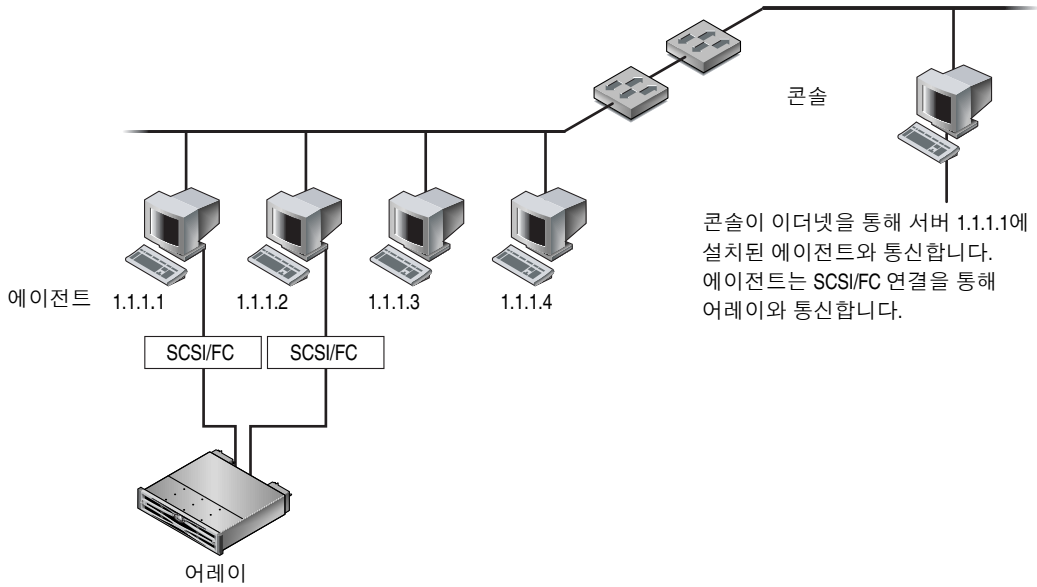 콘솔
콘솔이 이더넷을 통해 서버 1.1.1.1에
설치된 에이전트와 통신합니다.
에이전트는 SCSI/FC 연결을 통해
어레이와 통신합니다.
에이전트
1.1.1.1
1.1.1.2
1.1.1.3
1.1.1.4
SCSI/FC
SCSI/FC
어레이